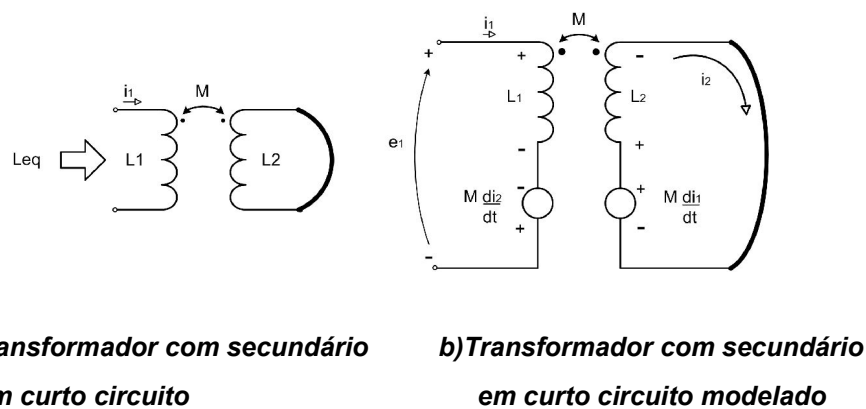 i₁
M
Leq
L1
L2
i₁
M
+
+
-
i₂
L₁
L₂
e₁
-
+
-
+
M di₂
dt
M di₁
dt
+
-
-
ansformador com secundário
m curto circuito
b)Transformador com secundário
em curto circuito modelado